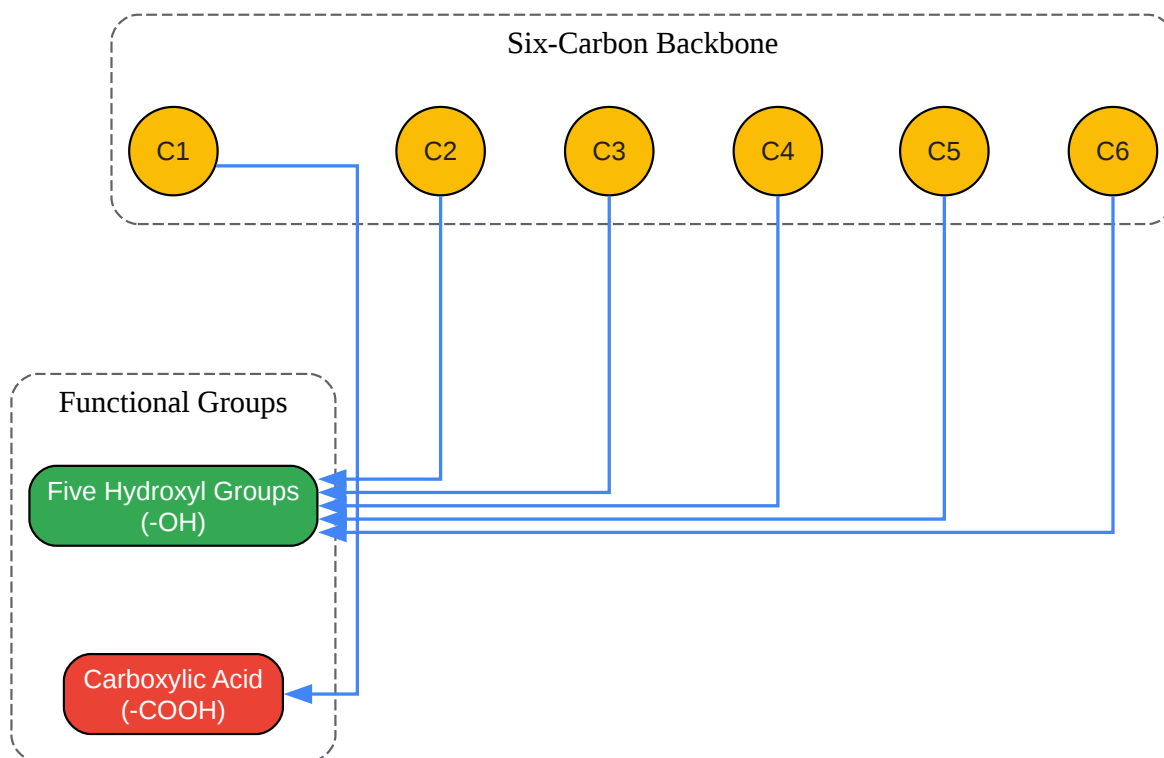 Six-Carbon Backbone
C1
C2
C3
C4
C5
C6
Functional Groups
Five Hydroxyl Groups
(-OH)
Carboxylic Acid
(-COOH)